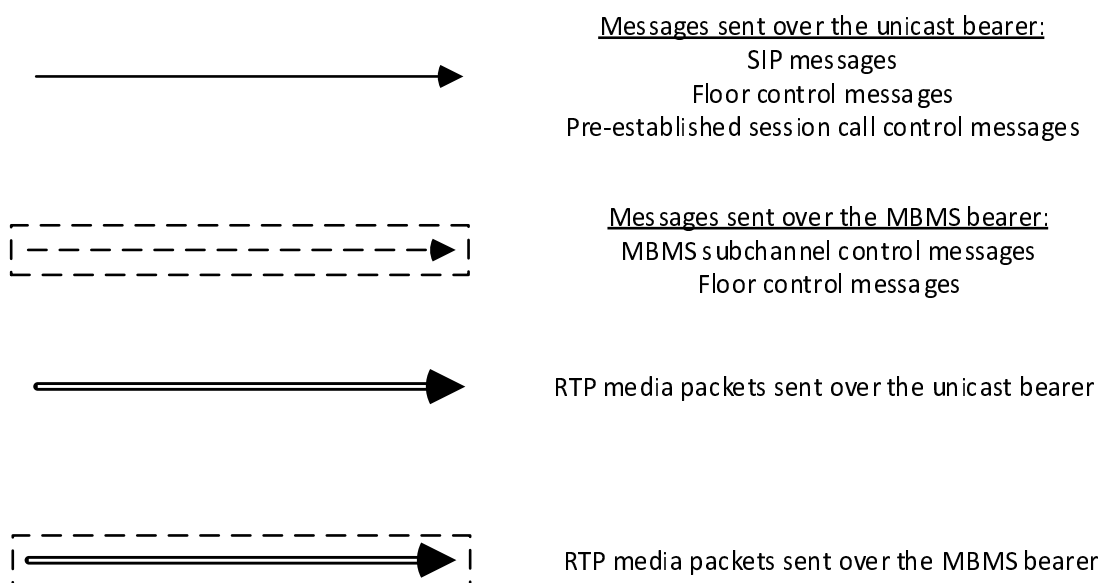 Messages sent over the unicast bearer:
SIP messages
Floor control messages
Pre-established session call control messages
Messages sent over the MBMS bearer:
MBMS subchannel control messages
Floor control messages
RTP media packets sent over the unicast bearer
RTP media packets sent over the MBMS bearer